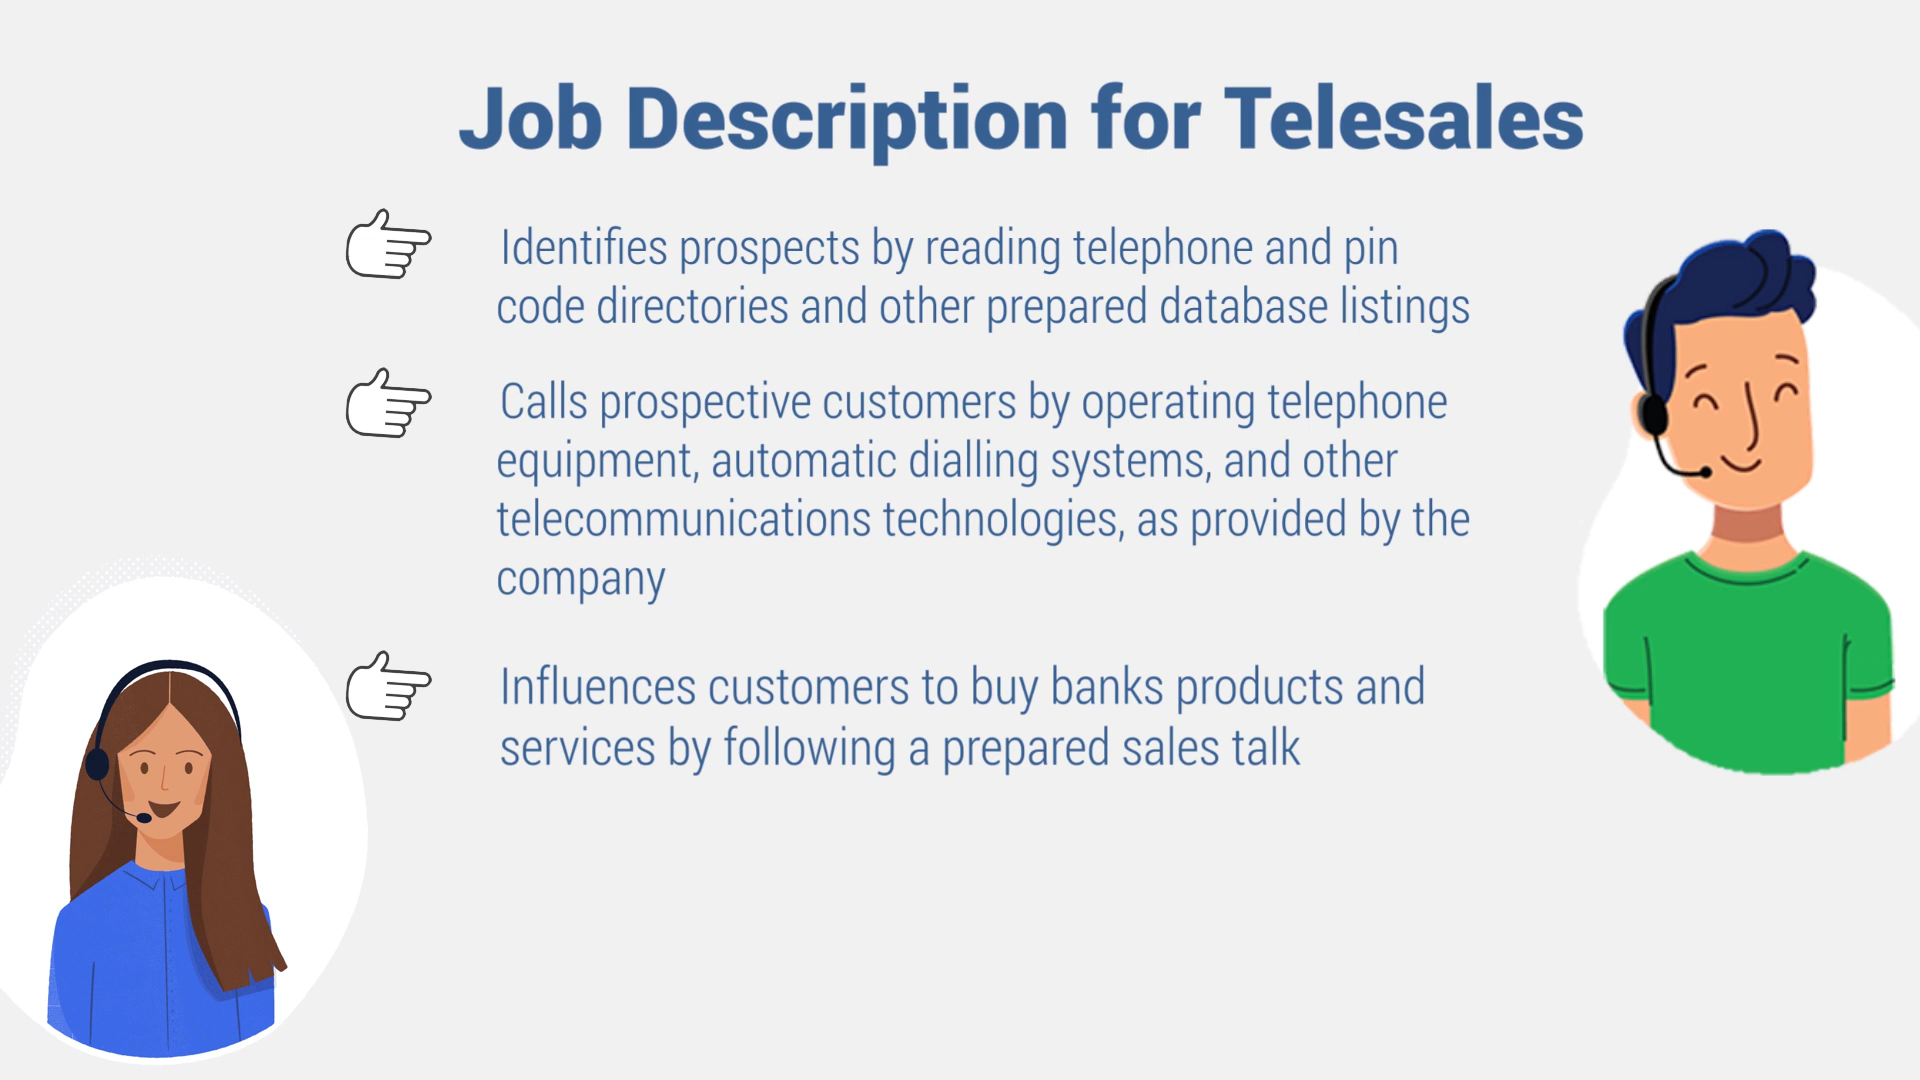 Job Description for Telesales
Identifies prospects by reading telephone and pin
code directories and other prepared database listings
Calls prospective customers by operating telephone
equipment, automatic dialling systems, and other
telecommunications technologies, as provided by the
company
Influences customers to buy banks products and
services by following a prepared sales talk